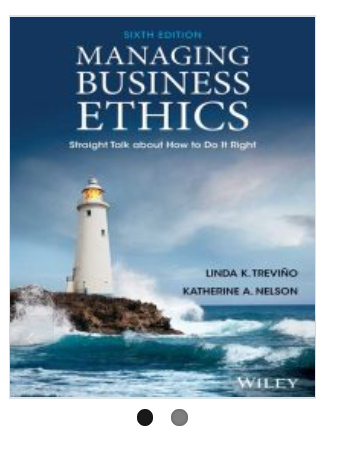 SIXTH EDITION
MANAGING
BUSINESS
ETHICS
Straight Talk about How to Do It Right
LINDA K. TREVIÑO
KATHERINE A. NELSON
WILEY